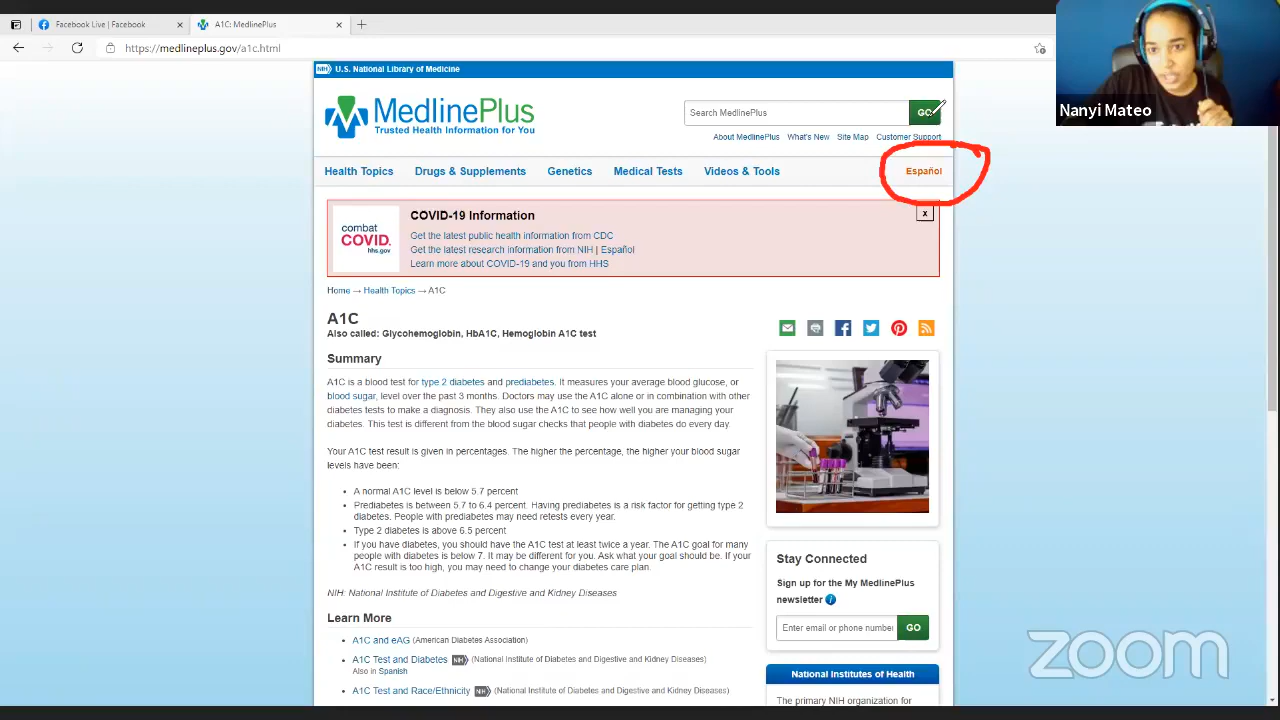 Facebook Live | Facebook
A1C: MedlinePlus
https://medlineplus.gov/a1c.html
NIH U.S. National Library of Medicine
MedlinePlus
Trusted Health Information for You
Search MedlinePlus
GO
About MedlinePlus What's New Site Map Customer Support
Health Topics Drugs & Supplements Genetics Medical Tests Videos & Tools Español
combat
COVID.
hhs.gov
COVID-19 Information
x
Get the latest public health information from CDC
Get the latest research information from NIH | Español
Learn more about COVID-19 and you from HHS
Home → Health Topics → A1C
A1C
Also called: Glycohemoglobin, HbA1C, Hemoglobin A1C test
Summary
A1C is a blood test for type 2 diabetes and prediabetes. It measures your average blood glucose, or
blood sugar, level over the past 3 months. Doctors may use the A1C alone or in combination with other
diabetes tests to make a diagnosis. They also use the A1C to see how well you are managing your
diabetes. This test is different from the blood sugar checks that people with diabetes do every day.
Your A1C test result is given in percentages. The higher the percentage, the higher your blood sugar
levels have been:
• A normal A1C level is below 5.7 percent
• Prediabetes is between 5.7 to 6.4 percent. Having prediabetes is a risk factor for getting type 2
diabetes. People with prediabetes may need retests every year.
• Type 2 diabetes is above 6.5 percent
• If you have diabetes, you should have the A1C test at least twice a year. The A1C goal for many
people with diabetes is below 7. It may be different for you. Ask what your goal should be. If your
A1C result is too high, you may need to change your diabetes care plan.
NIH: National Institute of Diabetes and Digestive and Kidney Diseases
Learn More
• A1C and eAG (American Diabetes Association)
• A1C Test and Diabetes NIH (National Institute of Diabetes and Digestive and Kidney Diseases)
Also in Spanish
• A1C Test and Race/Ethnicity NIH (National Institute of Diabetes and Digestive and Kidney Diseases)
Stay Connected
Sign up for the My MedlinePlus
newsletter i
Enter email or phone number
GO
National Institutes of Health
The primary NIH organization for
Nanyi Mateo
zoom